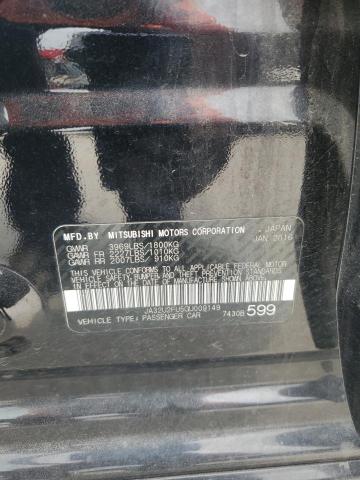 MFD.BY MITSUBISHI MOTORS CORPORATION JAPAN
GVWR 3969LBS/1800KG JAN 2016
GAWR FR 2227LBS/1010KG
GAWR RR 2007LBS/ 910KG
THIS VEHICLE CONFORMS TO ALL APPLICABLE FEDERAL MOTOR
VEHICLE SAFETY, BUMPER, AND THEFT PREVENTION STANDARDS
IN EFFECT ON THE DATE OF MANUFACTURE SHOWN ABOVE.
JA32U2FU5GU009149
VEHICLE TYPE: PASSENGER CAR 7430B 599